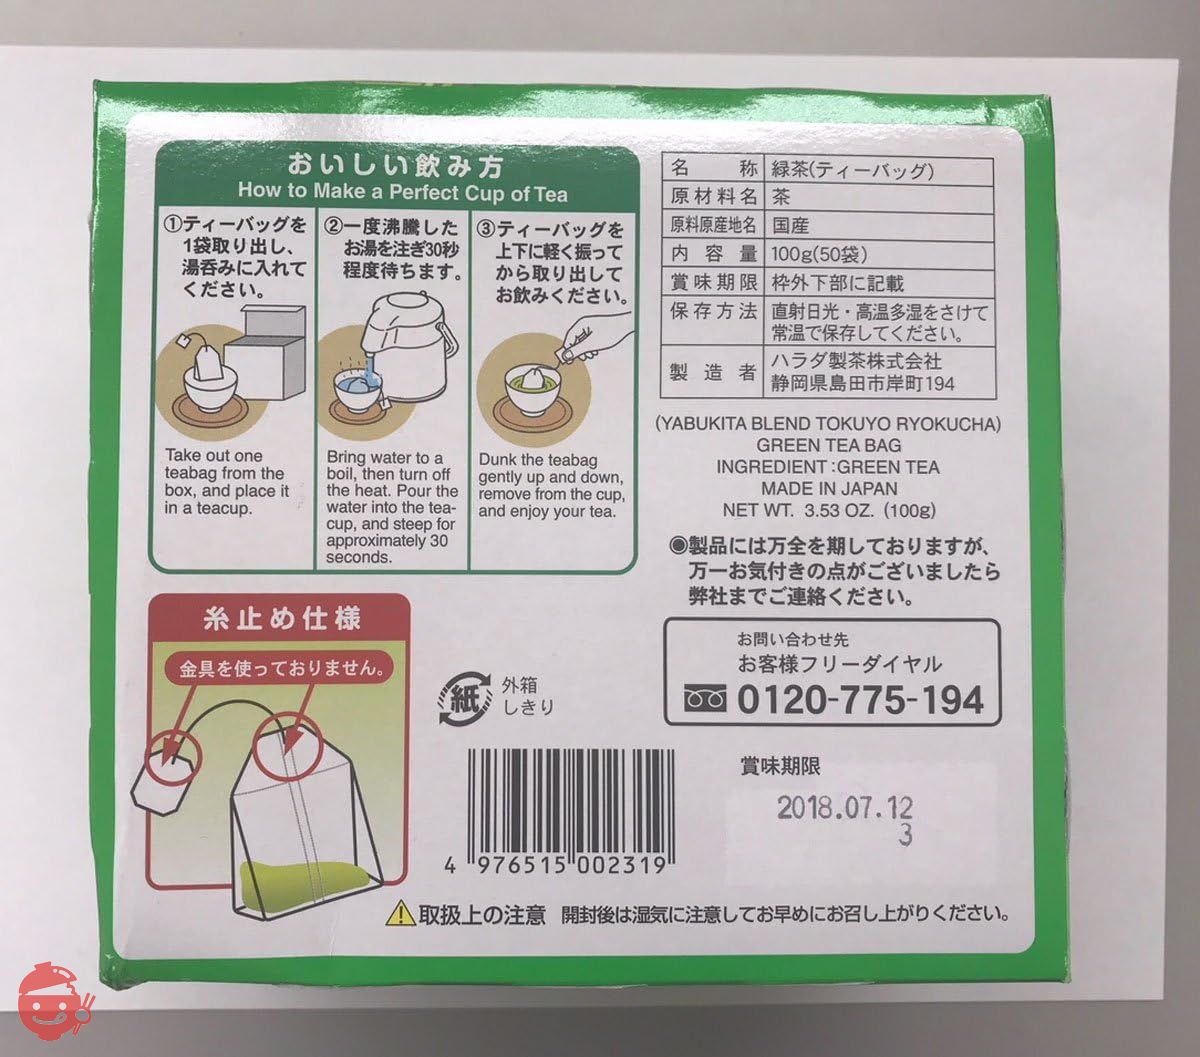 おいしい飲み方
How to Make a Perfect Cup of Tea
①ティーバッグを
1袋取り出し、
湯呑みに入れて
ください。
Take out one
teabag from the
box, and place it
in a teacup.
②一度沸騰した
お湯を注ぎ30秒
程度待ちます。
Bring water to a
boil, then turn off
the heat. Pour the
water into the tea-
cup, and steep for
approximately 30
seconds.
③ティーバッグを
上下に軽く振って
から取り出して
お飲みください。
Dunk the teabag
gently up and down,
remove from the cup,
and enjoy your tea.
名称 緑茶(ティーバッグ)
原材料名 茶
原料原産地名 国産
内容量 100g(50袋)
賞味期限 枠外下部に記載
保存方法 直射日光・高温多湿をさけて
常温で保存してください。
製造者 ハラダ製茶株式会社
静岡県島田市岸町194
(YABUKITA BLEND TOKUYO RYOKUCHA)
GREEN TEA BAG
INGREDIENT:GREEN TEA
MADE IN JAPAN
NET WT. 3.53 OZ. (100g)
◉製品には万全を期しておりますが、
万一お気付きの点がございましたら
弊社までご連絡ください。
お問い合わせ先
お客様フリーダイヤル
0120-775-194
糸止め仕様
金具を使っておりません。
紙
外箱
しきり
4 976515 002319
賞味期限
2018.07.12
3
⚠取扱上の注意 開封後は湿気に注意してお早めにお召し上がりください。